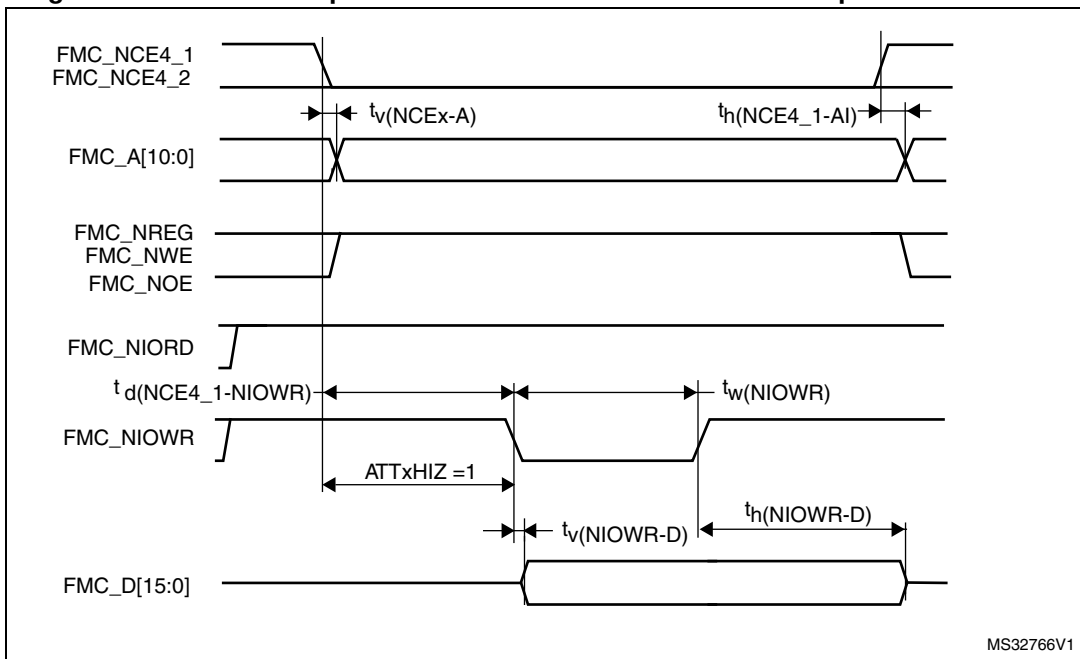 FMC_NCE4_1
FMC_NCE4_2
tv(NCEx-A)
th(NCE4_1-AI)
FMC_A[10:0]
FMC_NREG
FMC_NWE
FMC_NOE
FMC_NIORD
td(NCE4_1-NIOWR)
tw(NIOWR)
FMC_NIOWR
ATTxHIZ =1
th(NIOWR-D)
tv(NIOWR-D)
FMC_D[15:0]
MS32766V1